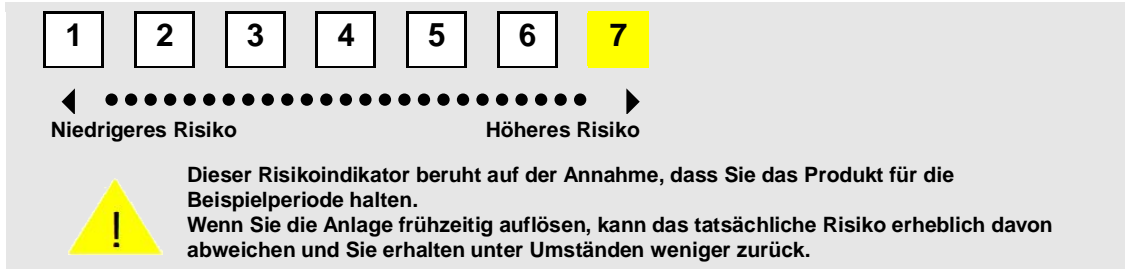 1 2 3 4 5 6 7
Niedrigeres Risiko Höheres Risiko
Dieser Risikoindikator beruht auf der Annahme, dass Sie das Produkt für die
Beispielperiode halten.
Wenn Sie die Anlage frühzeitig auflösen, kann das tatsächliche Risiko erheblich davon
abweichen und Sie erhalten unter Umständen weniger zurück.
!